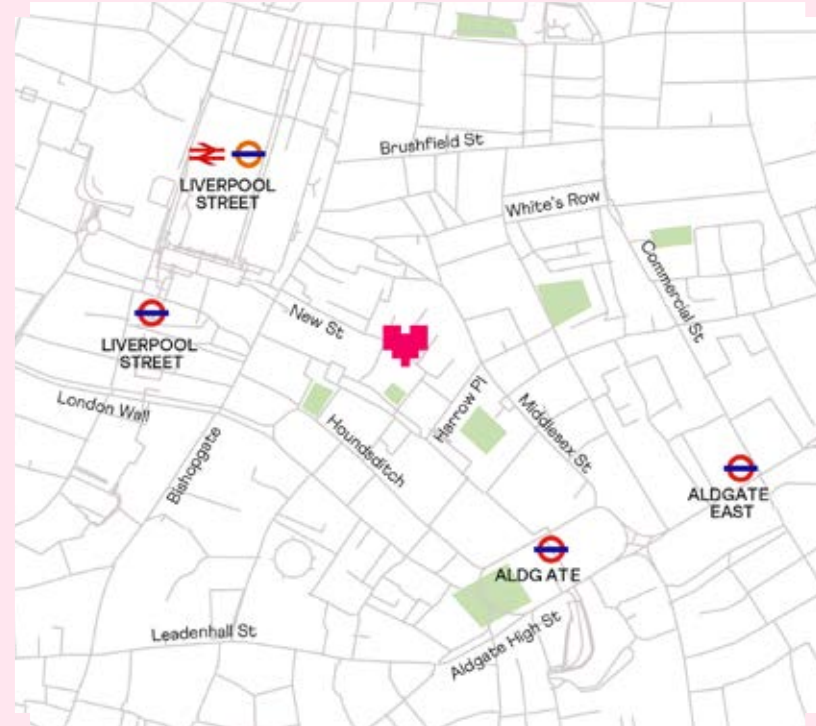 Brushfield St
LIVERPOOL
STREET
White's Row
Commercial St
New St
LIVERPOOL
STREET
London Wall
Harrow Pl
Middlesex St
Houndsditch
Bishopgate
ALDGATE
EAST
ALDGATE
Leadenhall St
Aldgate High St